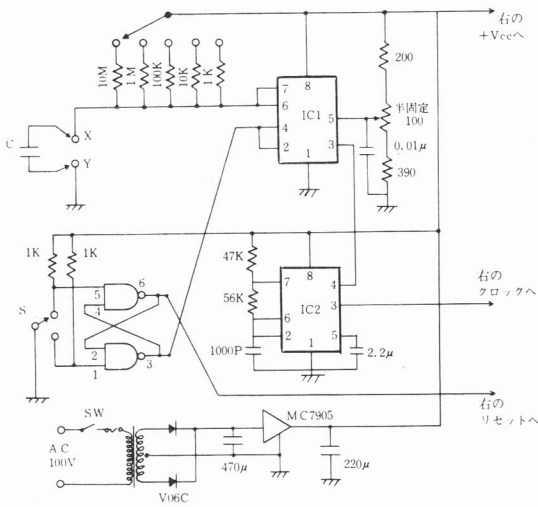 右の
+Vccへ
10M
1M
100K
10K
1K
200
8
7
6
4
2
IC1
5
3
1
半固定
100
0.01μ
390
C
X
Y
1K
1K
S
5
4
6
2
1
3
47K
56K
1000P
8
7
6
2
IC2
4
3
5
1
2.2μ
右の
クロックへ
右の
リセットへ
SW
AC
100V
V06C
470μ
MC7905
220μ